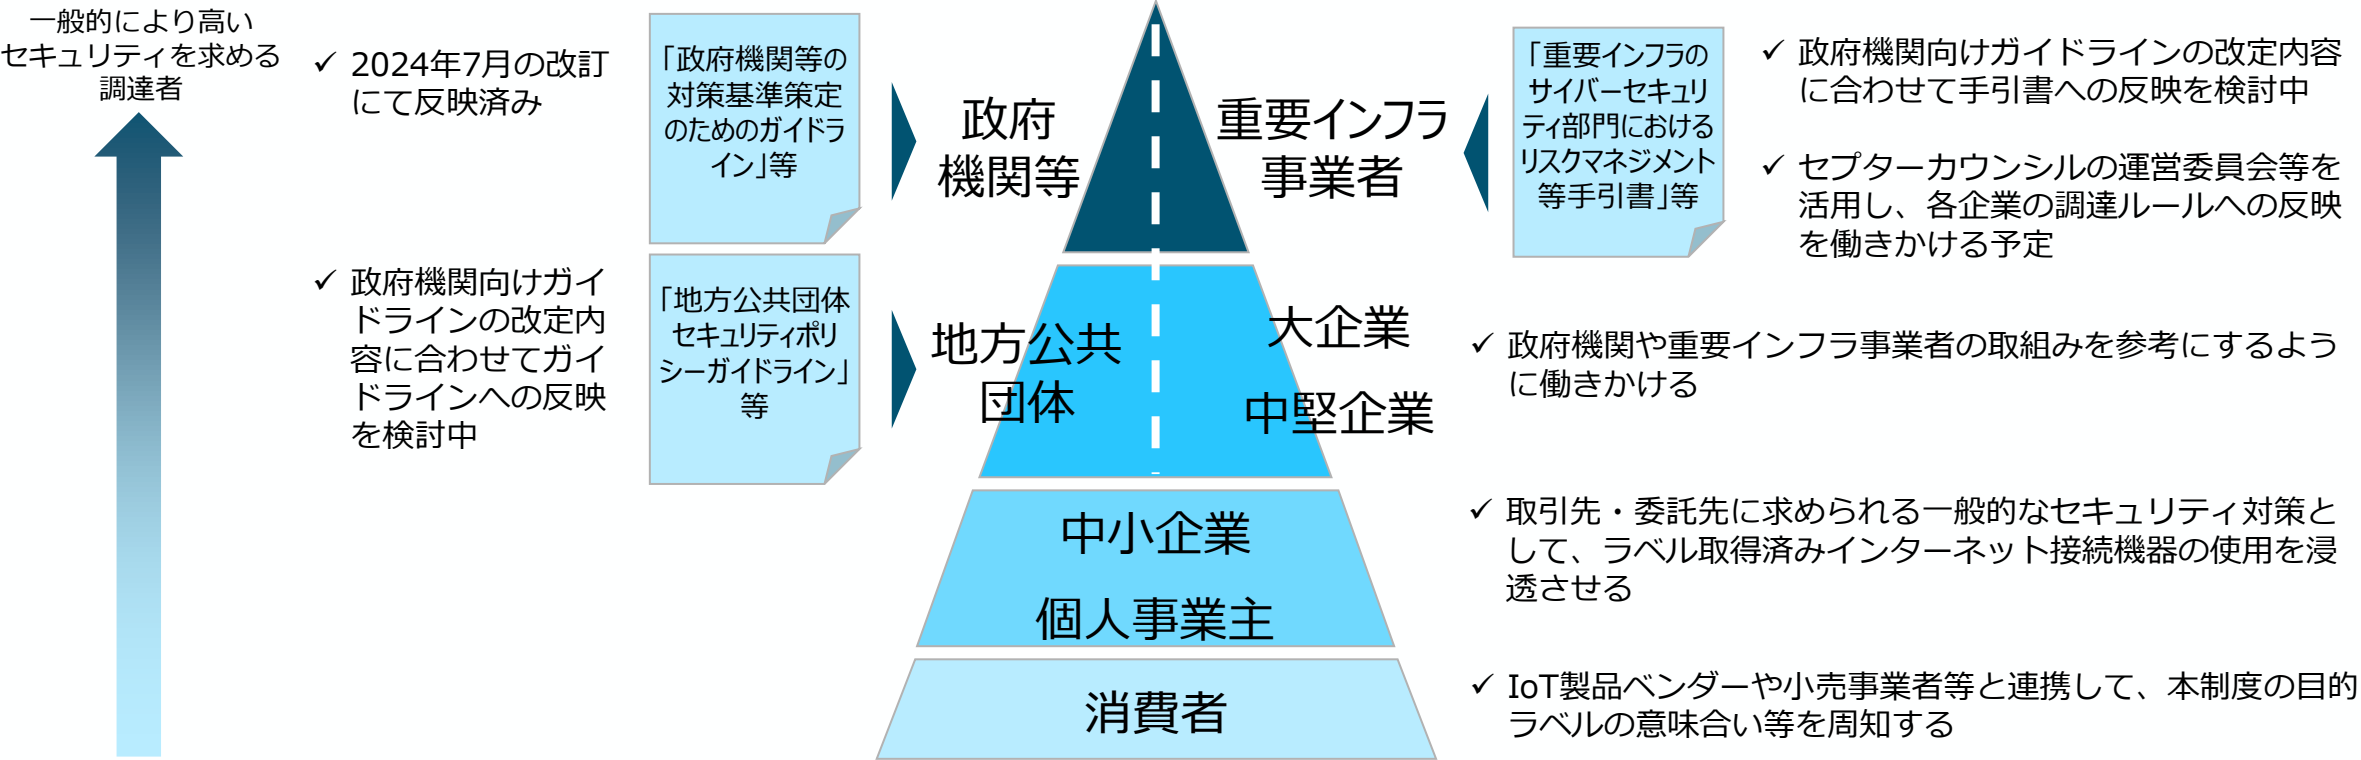 一般的により高い
セキュリティを求める
調達者
✓ 2024年7月の改訂
にて反映済み
「政府機関等の
対策基準策定
のためのガイドラ
イン」等
政府
機関等
重要インフラ
事業者
「重要インフラの
サイバーセキュリ
ティ部門における
リスクマネジメント
等手引書」等
✓ 政府機関向けガイドラインの改定内容
に合わせて手引書への反映を検討中
✓ セプターカウンシルの運営委員会等を
活用し、各企業の調達ルールへの反映
を働きかける予定
✓ 政府機関向けガイ
ドラインの改定内
容に合わせてガイ
ドラインへの反映
を検討中
「地方公共団体
セキュリティポリ
シーガイドライン」
等
地方公共
団体
大企業
中堅企業
✓ 政府機関や重要インフラ事業者の取組みを参考にするよう
に働きかける
中小企業
個人事業主
✓ 取引先・委託先に求められる一般的なセキュリティ対策と
して、ラベル取得済みインターネット接続機器の使用を浸
透させる
消費者
✓ IoT製品ベンダーや小売事業者等と連携して、本制度の目的
ラベルの意味合い等を周知する